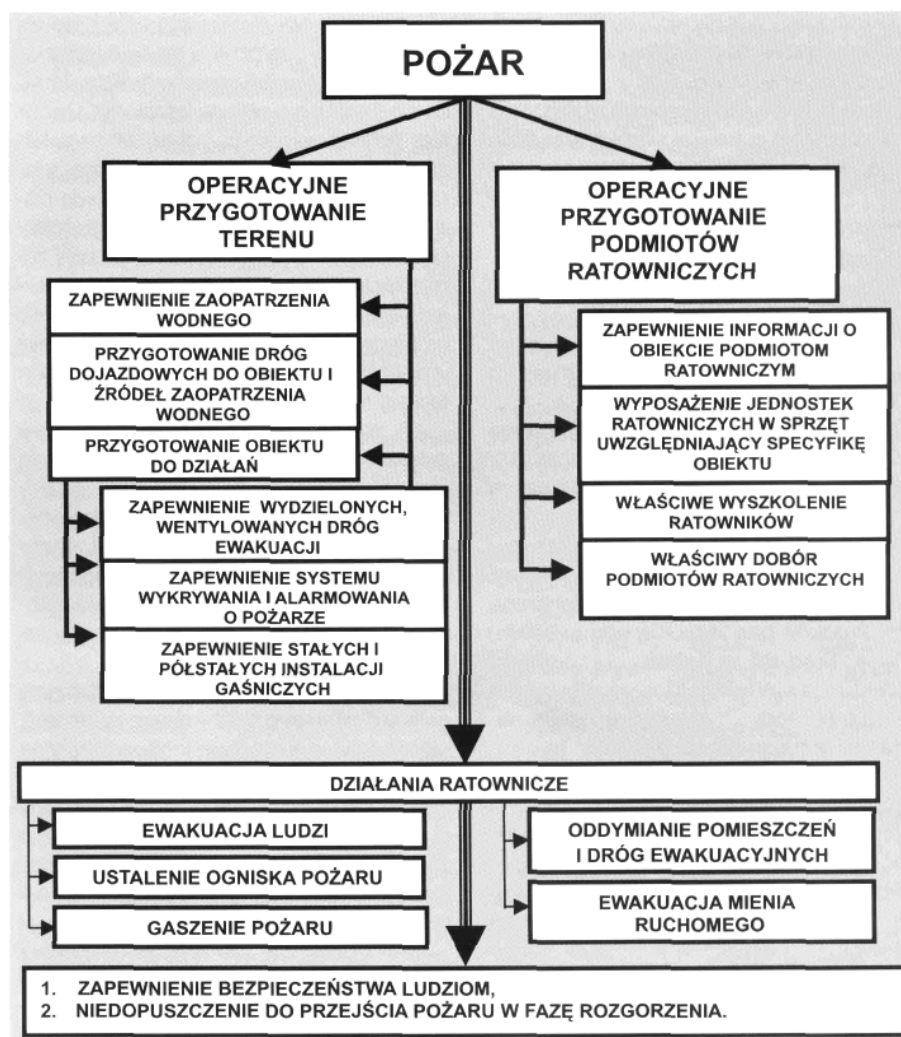 POŻAR
OPERACYJNE
PRZYGOTOWANIE
TERENU
ZAPEWNIENIE ZAOPATRZENIA
WODNEGO
PRZYGOTOWANIE DRÓG
DOJAZDOWYCH DO OBIEKTU I
ŹRÓDEŁ ZAOPATRZENIA
WODNEGO
PRZYGOTOWANIE OBIEKTU
DO DZIAŁAŃ
ZAPEWNIENIE WYDZIELONYCH,
WENTYLOWANYCH DRÓG
EWAKUACJI
ZAPEWNIENIE SYSTEMU
WYKRYWANIA I ALARMOWANIA
O POŻARZE
ZAPEWNIENIE STAŁYCH I
PÓŁSTAŁYCH INSTALACJI
GAŚNICZYCH
OPERACYJNE
PRZYGOTOWANIE
PODMIOTÓW
RATOWNICZYCH
ZAPEWNIENIE INFORMACJI O
OBIEKCIE PODMIOTOM
RATOWNICZYM
WYPOSAŻENIE JEDNOSTEK
RATOWNICZYCH W SPRZĘT
UWZGLĘDNIAJĄCY SPECYFIKĘ
OBIEKTU
WŁAŚCIWE WYSZKOLENIE
RATOWNIKÓW
WŁAŚCIWY DOBÓR
PODMIOTÓW RATOWNICZYCH
DZIAŁANIA RATOWNICZE
EWAKUACJA LUDZI
USTALENIE OGNISKA POŻARU
GASZENIE POŻARU
ODDYMIANIE POMIESZCZEŃ
I DRÓG EWAKUACYJNYCH
EWAKUACJA MIENIA
RUCHOMEGO
1. ZAPEWNIENIE BEZPIECZEŃSTWA LUDZIOM,
2. NIEDOPUSZCZENIE DO PRZEJŚCIA POŻARU W FAZĘ ROZGORZENIA.